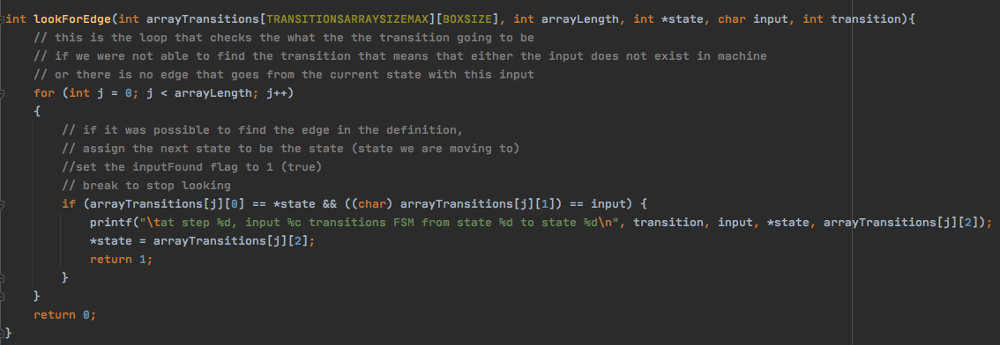 int lookForEdge(int arrayTransitions[TRANSITIONSARRAYSIZEMAX][BOXSIZE], int arrayLength, int *state, char input, int transition){
    // this is the loop that checks the what the the transition going to be
    // if we were not able to find the transition that means that either the input does not exist in machine
    // or there is no edge that goes from the current state with this input
    for (int j = 0; j < arrayLength; j++)
    {
        // if it was possible to find the edge in the definition,
        // assign the next state to be the state (state we are moving to)
        //set the inputFound flag to 1 (true)
        // break to stop looking
        if (arrayTransitions[j][0] == *state && ((char) arrayTransitions[j][1]) == input) {
            printf("\tat step %d, input %c transitions FSM from state %d to state %d\n", transition, input, *state, arrayTransitions[j][2]);
            *state = arrayTransitions[j][2];
            return 1;
        }
    }
    return 0;
}